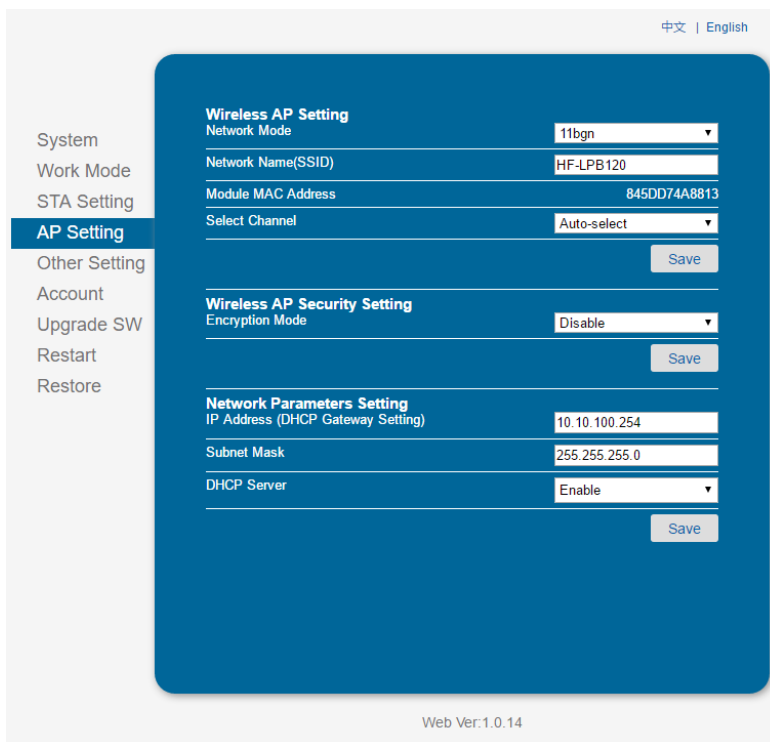 中文 | English
System
Work Mode
STA Setting
AP Setting
Other Setting
Account
Upgrade SW
Restart
Restore
Wireless AP Setting
Network Mode 11bgn
Network Name(SSID) HF-LPB120
Module MAC Address 845DD74A8813
Select Channel Auto-select
Save
Wireless AP Security Setting
Encryption Mode Disable
Save
Network Parameters Setting
IP Address (DHCP Gateway Setting) 10.10.100.254
Subnet Mask 255.255.255.0
DHCP Server Enable
Save
Web Ver:1.0.14